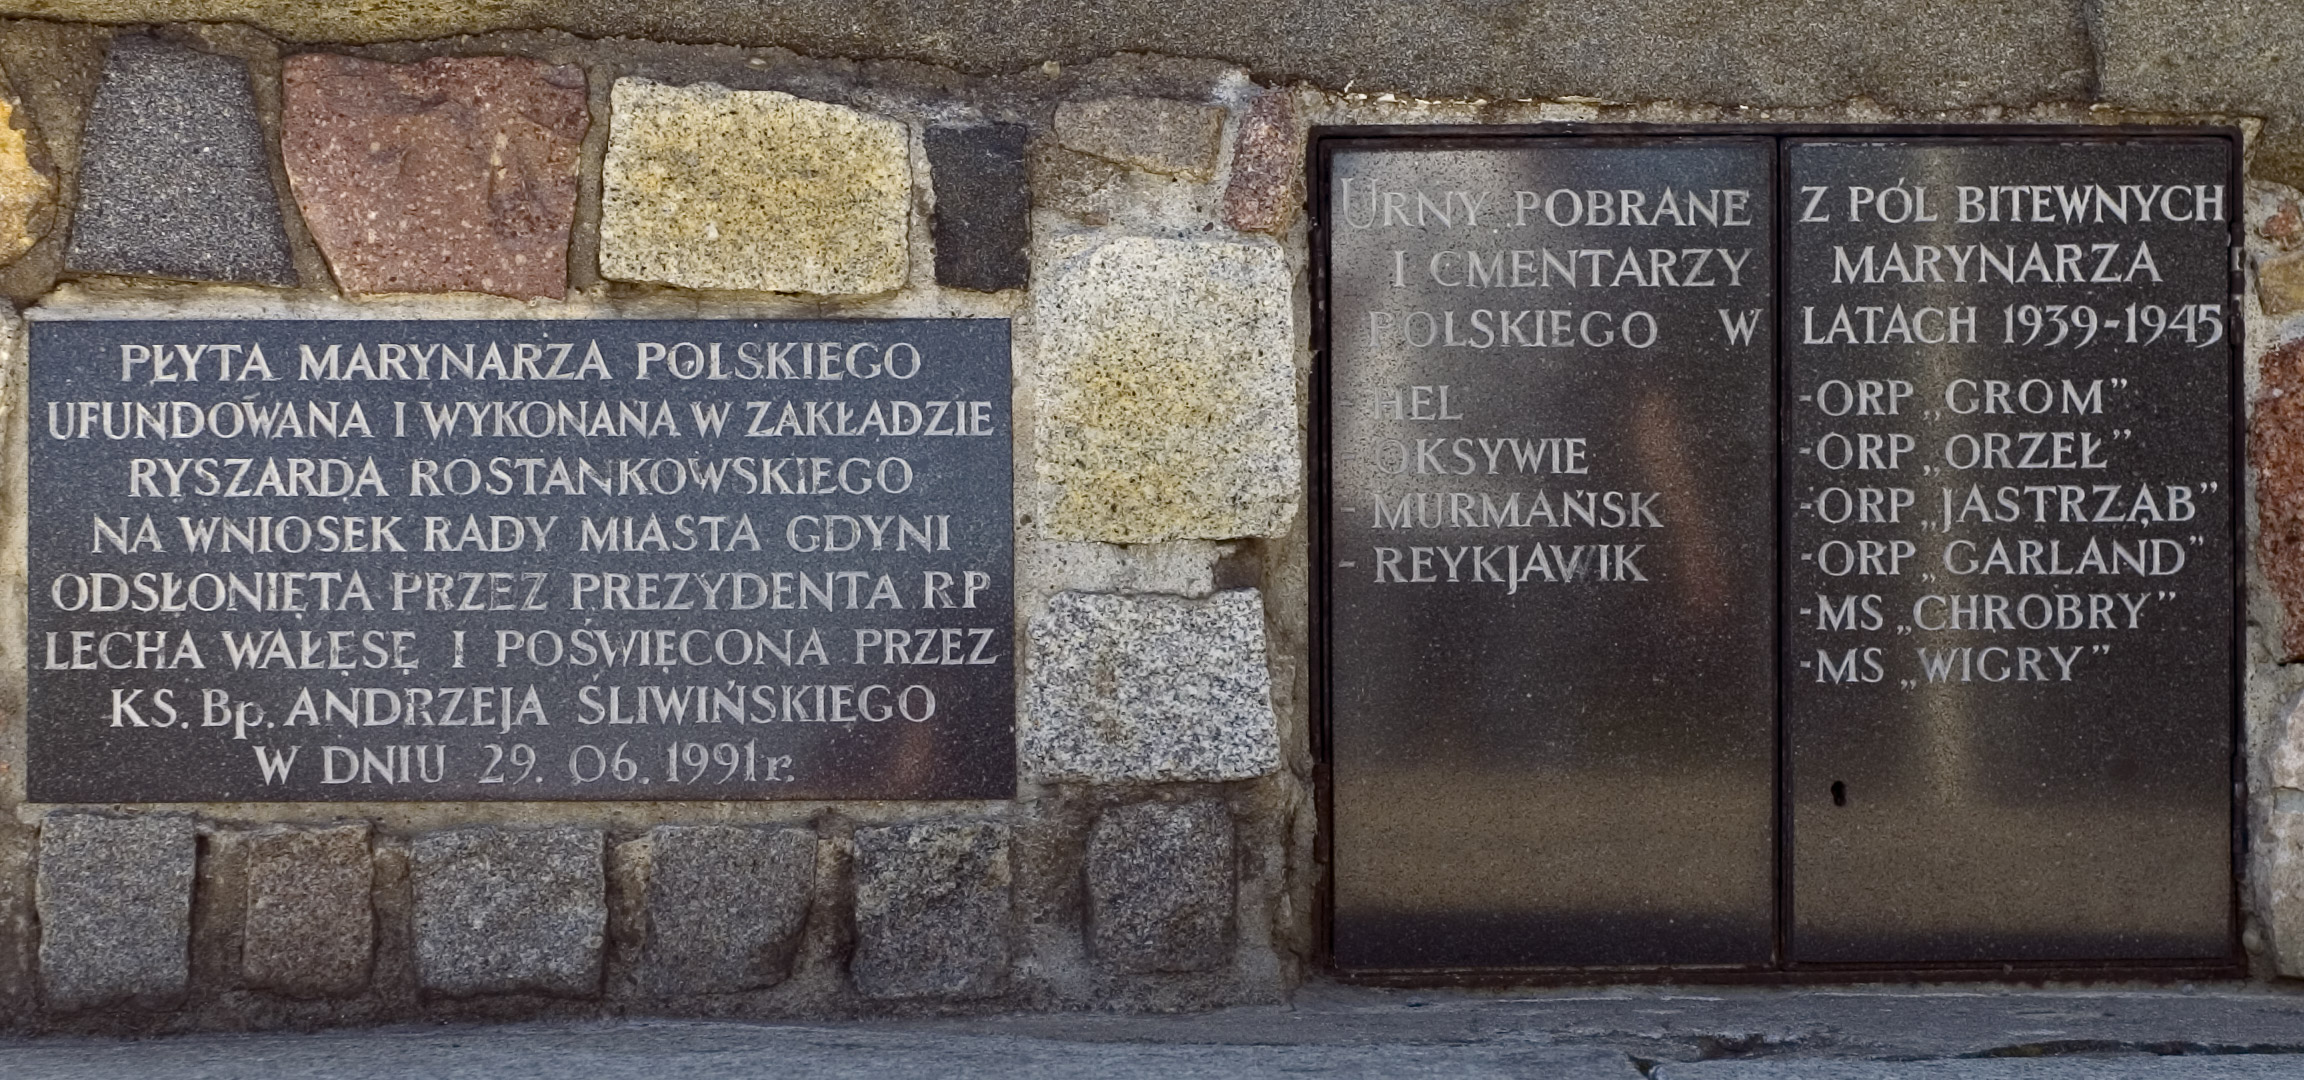 PŁYTA MARYNARZA POLSKIEGO
UFUNDOWANA I WYKONANA W ZAKŁADZIE
RYSZARDA ROSTANKOWSKIEGO
NA WNIOSEK RADY MIASTA GDYNI
ODSŁONIĘTA PRZEZ PREZYDENTA RP
LECHA WAŁĘSĘ I POŚWIĘCONA PRZEZ
KS. Bp. ANDRZEJA ŚLIWIŃSKIEGO
W DNIU 29. 06. 1991r.
URNY POBRANE Z PÓL BITEWNYCH
I CMENTARZY MARYNARZA
POLSKIEGO W LATACH 1939-1945
- HEL
- OKSYWIE
- MURMAŃSK
- REYKJAWIK
-ORP „GROM”
-ORP „ORZEŁ”
-ORP „JASTRZĄB”
-ORP „GARLAND”
-MS „CHROBRY”
-MS „WIGRY”